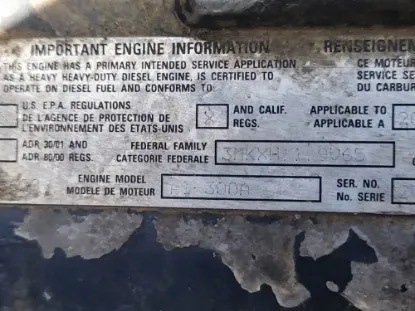 IMPORTANT ENGINE INFORMATION RENSEIGNEM
THIS ENGINE HAS A PRIMARY INTENDED SERVICE APPLICATION CE MOTEUR
AS A HEAVY HEAVY-DUTY DIESEL ENGINE, IS CERTIFIED TO SERVICE SE
OPERATE ON DIESEL FUEL AND CONFORMS TO: DU CARBU
U.S. E.P.A. REGULATIONS AND CALIF. APPLICABLE TO
DE L'AGENCE DE PROTECTION DE REGS. APPLICABLE A
L'ENVIRONNEMENT DES ETATS-UNIS
ADR 30/01 AND FEDERAL FAMILY
ADR 80/00 REGS. CATEGORIE FEDERALE
ENGINE MODEL SERIAL NO.
MODELE DE MOTEUR -300A No. SERIE